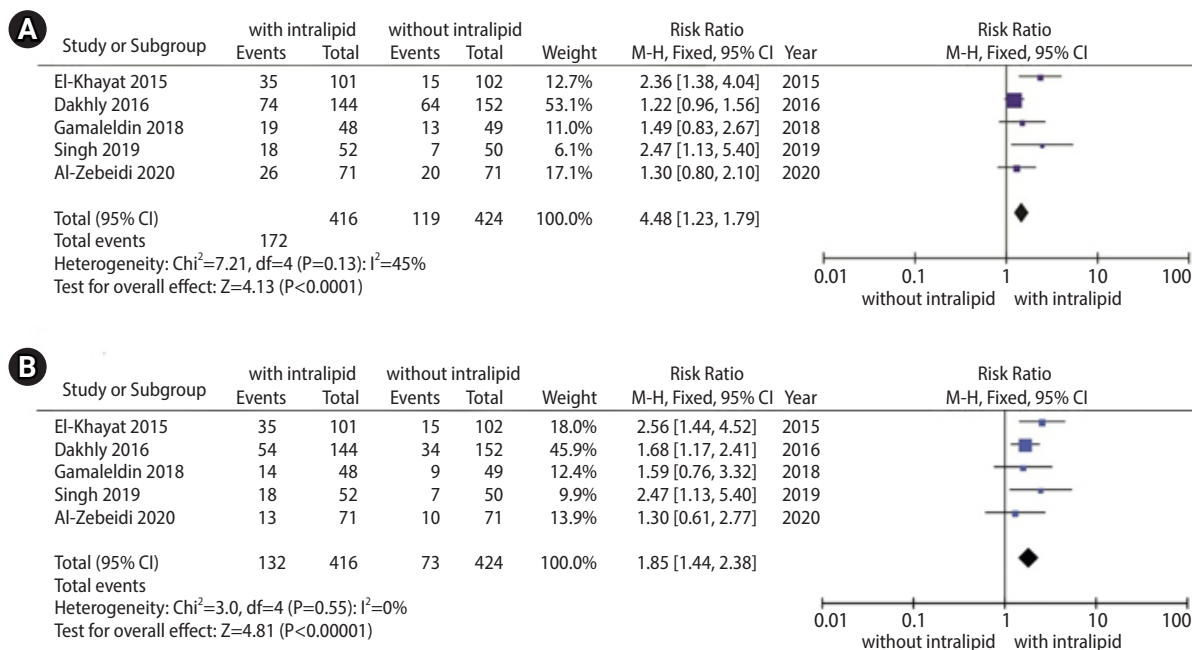 A
with intralipid without intralipid Risk Ratio Risk Ratio
Study or Subgroup Events Total Events Total Weight M-H, Fixed, 95% CI Year M-H, Fixed, 95% CI
El-Khayat 2015 35 101 15 102 12.7% 2.36 [1.38, 4.04] 2015
Dakhly 2016 74 144 64 152 53.1% 1.22 [0.96, 1.56] 2016
Gamaleldin 2018 19 48 13 49 11.0% 1.49 [0.83, 2.67] 2018
Singh 2019 18 52 7 50 6.1% 2.47 [1.13, 5.40] 2019
Al-Zebeidi 2020 26 71 20 71 17.1% 1.30 [0.80, 2.10] 2020
Total (95% CI) 416 119 424 100.0% 4.48 [1.23, 1.79]
Total events 172
Heterogeneity: Chi²=7.21, df=4 (P=0.13): I²=45%
Test for overall effect: Z=4.13 (P<0.0001)
0.01 0.1 1 10 100
without intralipid with intralipid
B
with intralipid without intralipid Risk Ratio Risk Ratio
Study or Subgroup Events Total Events Total Weight M-H, Fixed, 95% CI Year M-H, Fixed, 95% CI
El-Khayat 2015 35 101 15 102 18.0% 2.56 [1.44, 4.52] 2015
Dakhly 2016 54 144 34 152 45.9% 1.68 [1.17, 2.41] 2016
Gamaleldin 2018 14 48 9 49 12.4% 1.59 [0.76, 3.32] 2018
Singh 2019 18 52 7 50 9.9% 2.47 [1.13, 5.40] 2019
Al-Zebeidi 2020 13 71 10 71 13.9% 1.30 [0.61, 2.77] 2020
Total (95% CI) 132 416 73 424 100.0% 1.85 [1.44, 2.38]
Total events
Heterogeneity: Chi²=3.0, df=4 (P=0.55): I²=0%
Test for overall effect: Z=4.81 (P<0.00001)
0.01 0.1 1 10 100
without intralipid with intralipid